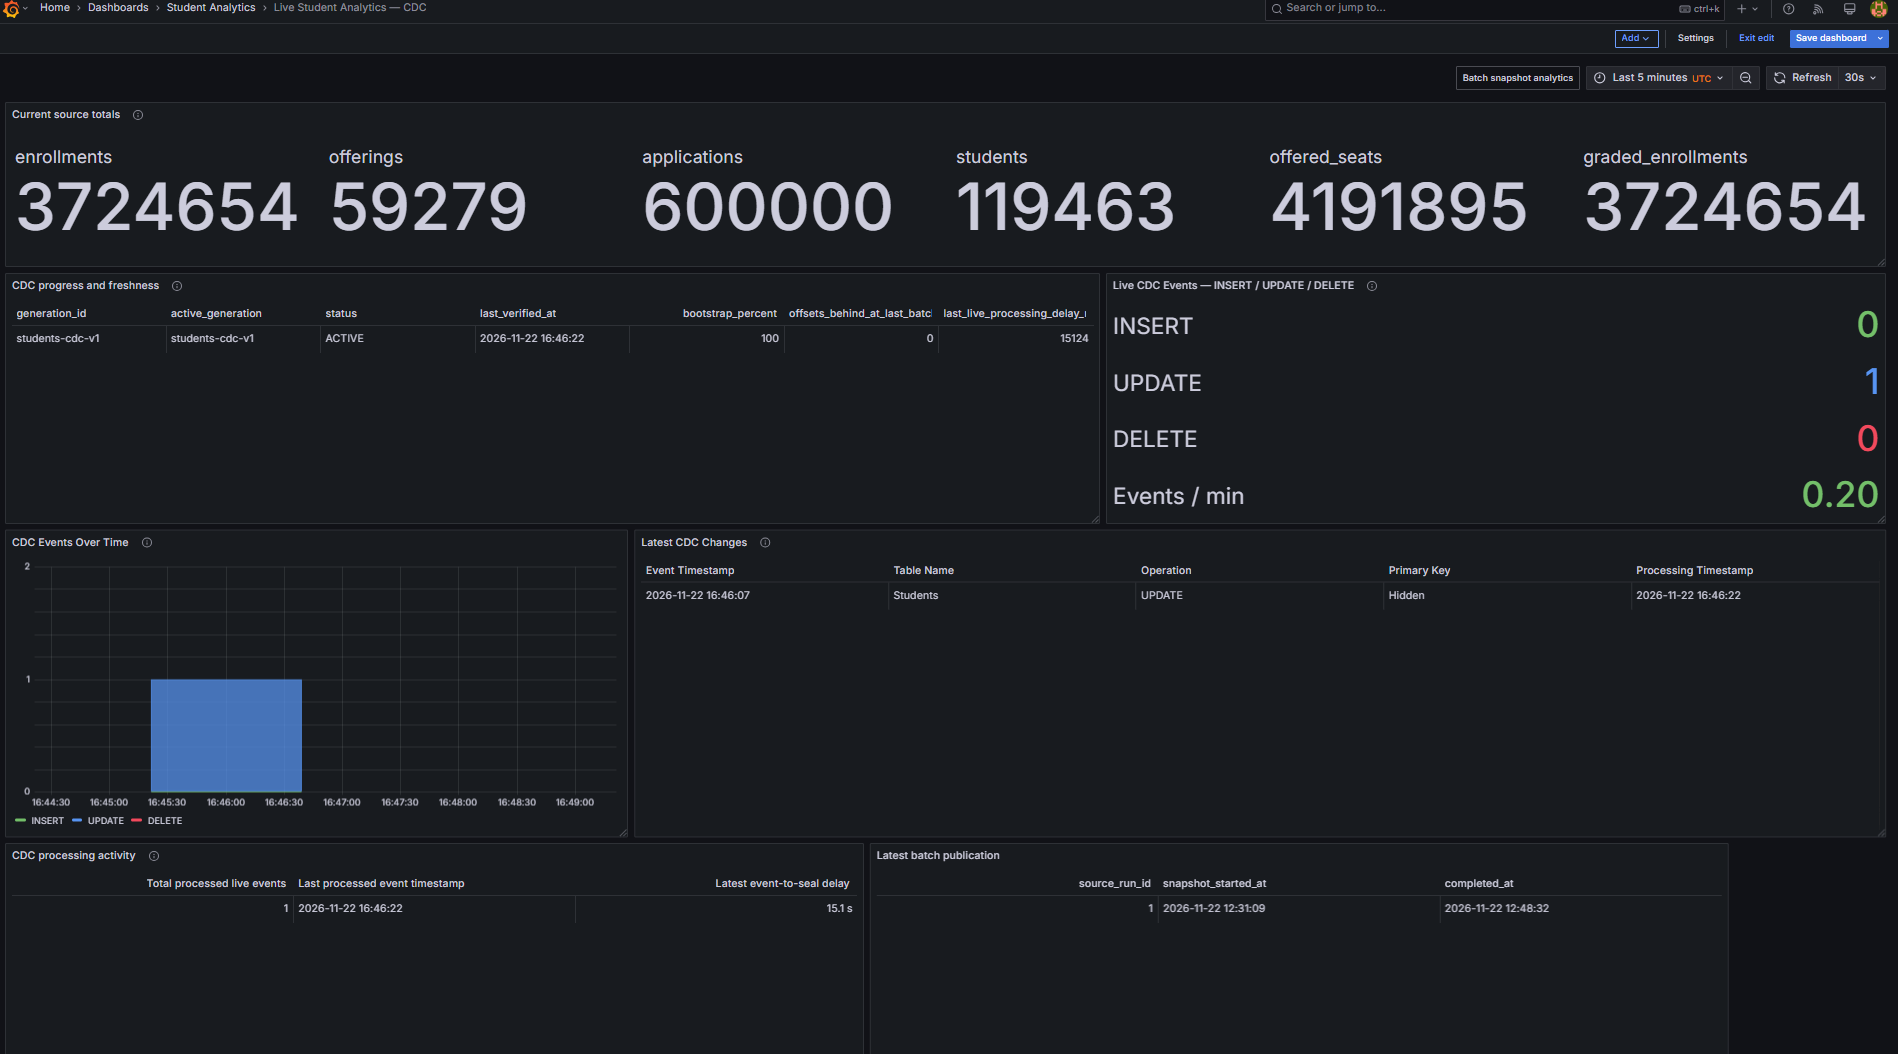 Home › Dashboards › Student Analytics › Live Student Analytics — CDC
Search or jump to... ctrl+k
Add Settings Exit edit Save dashboard
Batch snapshot analytics Last 5 minutes UTC Refresh 30s
Current source totals
enrollments offerings applications students offered_seats graded_enrollments
3724654 59279 600000 119463 4191895 3724654
CDC progress and freshness
generation_id active_generation status last_verified_at bootstrap_percent offsets_behind_at_last_batc last_live_processing_delay_
students-cdc-v1 students-cdc-v1 ACTIVE 2026-11-22 16:46:22 100 0 15124
Live CDC Events — INSERT / UPDATE / DELETE
INSERT 0
UPDATE 1
DELETE 0
Events / min 0.20
CDC Events Over Time
2
1
0
16:44:30 16:45:00 16:45:30 16:46:00 16:46:30 16:47:00 16:47:30 16:48:00 16:48:30 16:49:00
INSERT UPDATE DELETE
Latest CDC Changes
Event Timestamp Table Name Operation Primary Key Processing Timestamp
2026-11-22 16:46:07 Students UPDATE Hidden 2026-11-22 16:46:22
CDC processing activity
Total processed live events Last processed event timestamp Latest event-to-seal delay
1 2026-11-22 16:46:22 15.1 s
Latest batch publication
source_run_id snapshot_started_at completed_at
1 2026-11-22 12:31:09 2026-11-22 12:48:32